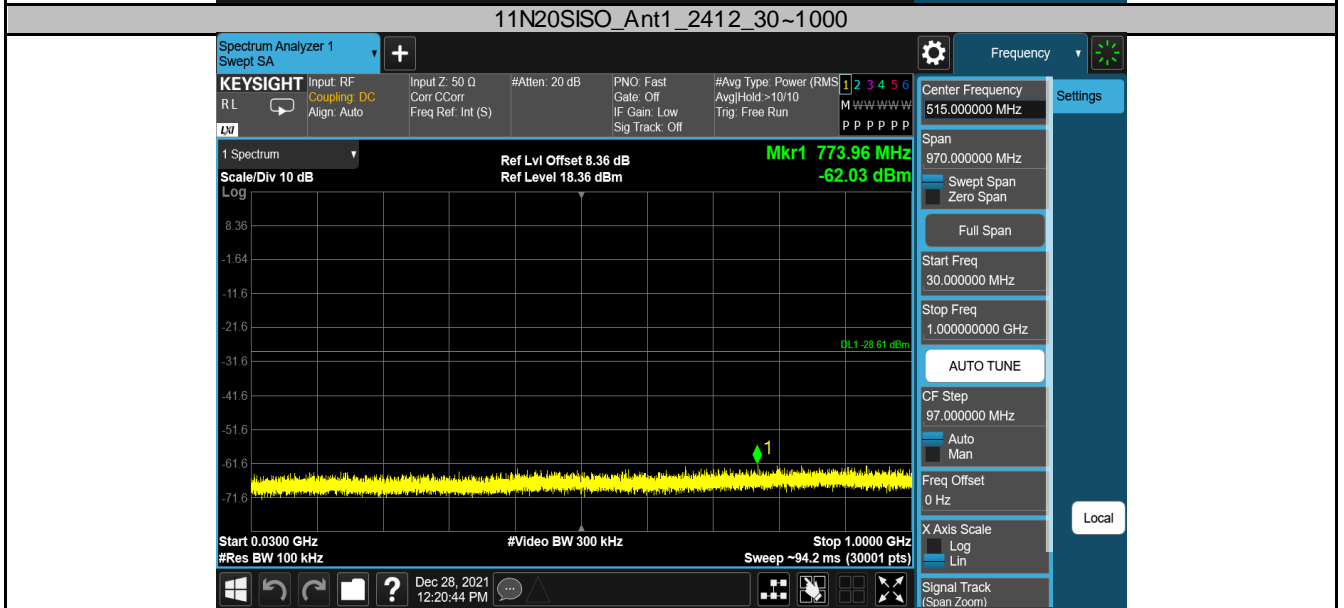 11N20SISO_Ant1_2412_30~1000
Spectrum Analyzer 1
Swept SA
+
Frequency
KEYSIGHT
R L
LXI
Input: RF
Coupling: DC
Align: Auto
Input Z: 50 Ω
Corr CCorr
Freq Ref: Int (S)
#Atten: 20 dB
PNO: Fast
Gate: Off
IF Gain: Low
Sig Track: Off
#Avg Type: Power (RMS
Avg|Hold:>10/10
Trig: Free Run
1 2 3 4 5 6
M W W W W W
P P P P P P
1 Spectrum
Scale/Div 10 dB
Log
Ref Lvl Offset 8.36 dB
Ref Level 18.36 dBm
Mkr1 773.96 MHz
-62.03 dBm
8.36
-1.64
-11.6
-21.6
DL1 -28.61 dBm
-31.6
-41.6
-51.6
1
-61.6
-71.6
Start 0.0300 GHz
#Res BW 100 kHz
#Video BW 300 kHz
Stop 1.0000 GHz
Sweep ~94.2 ms (30001 pts)
?
Dec 28, 2021
12:20:44 PM
Center Frequency
515.000000 MHz
Settings
Span
970.000000 MHz
Swept Span
Zero Span
Full Span
Start Freq
30.000000 MHz
Stop Freq
1.000000000 GHz
AUTO TUNE
CF Step
97.000000 MHz
Auto
Man
Freq Offset
0 Hz
X Axis Scale
Log
Lin
Local
Signal Track
(Span Zoom)